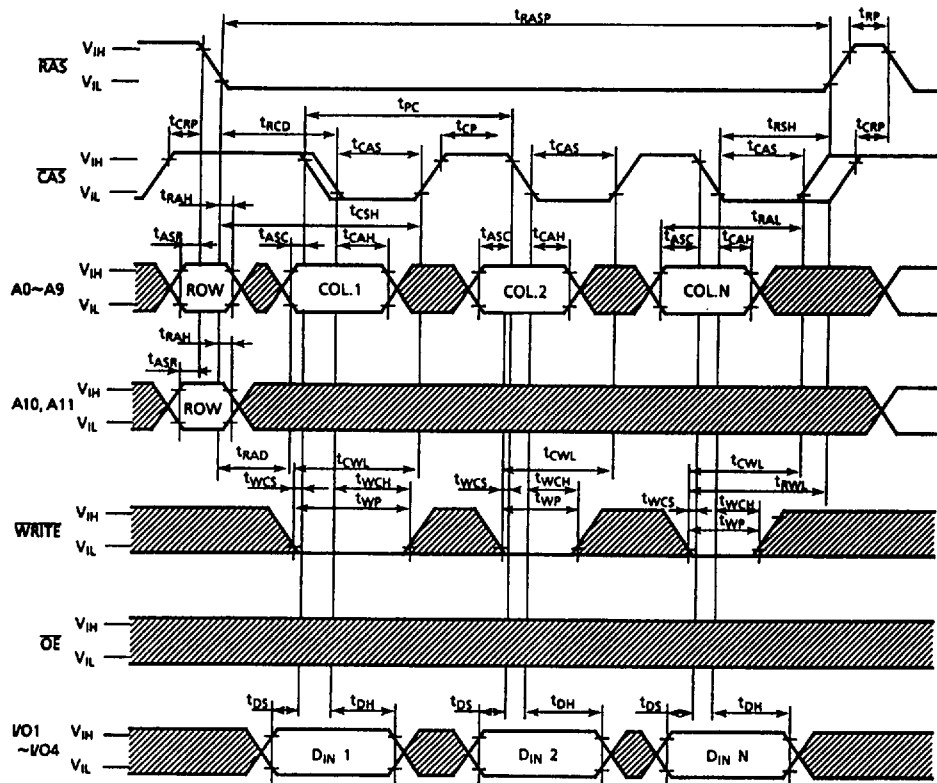 tRASP tRP
RAS VIH
VIL
tCRP tRCD tPC tCP tRSH tCRP
CAS VIH tCAS tCAS tCAS
VIL
tRAH tCSH tRAL
tASR tASC tCAH tASC tCAH tASC tCAH
A0~A9 VIH ROW COL.1 COL.2 COL.N
VIL
tRAH
tASR
A10, A11 VIH ROW
VIL
tRAD tCWL tCWL tCWL
tWCS tWCH tWCS tWCH tRWL
tWP tWP tWCS tWCH
tWP
WRITE VIH
VIL
OE VIH
VIL
tDS tDH tDS tDH tDS tDH
I/O1 ~I/O4 VIH DIN 1 DIN 2 DIN N
VIL